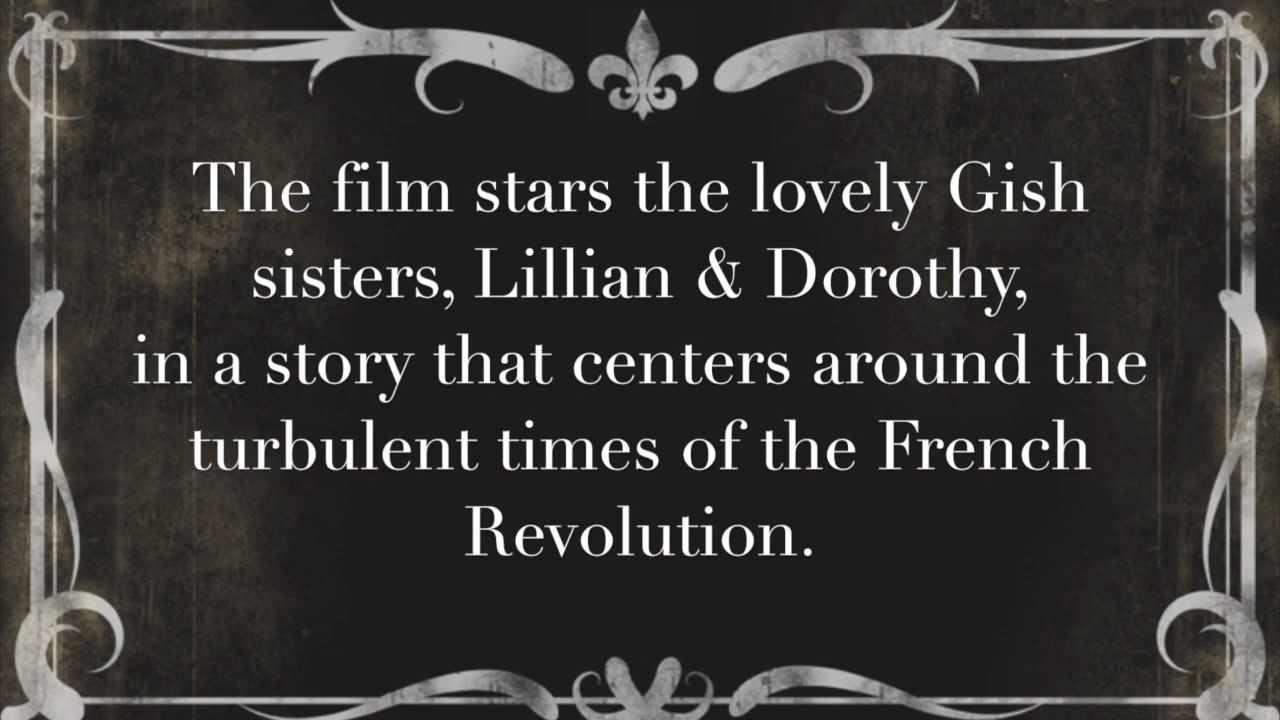 The film stars the lovely Gish
sisters, Lillian & Dorothy,
in a story that centers around the
turbulent times of the French
Revolution.